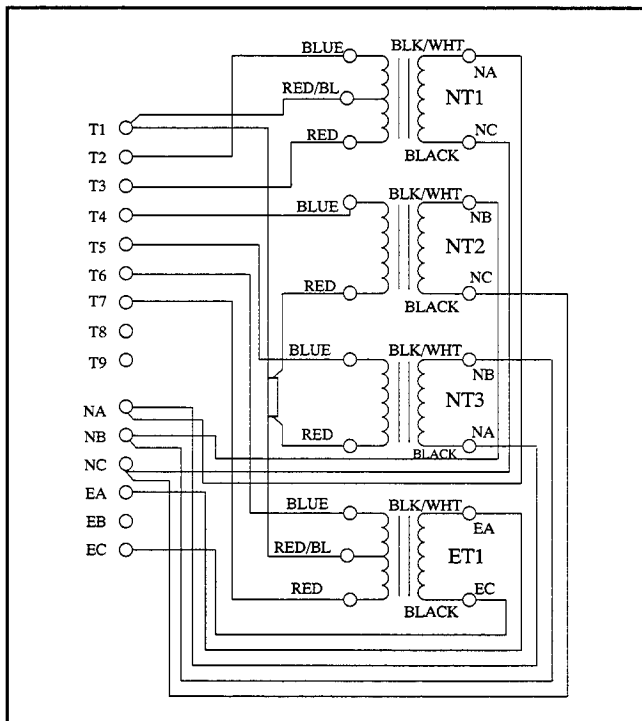 BLUE
BLK/WHT
NA
RED/BL
NT1
T1
NC
T2
RED
BLACK
T3
BLK/WHT
T4
BLUE
NB
T5
NT2
T6
RED
NC
T7
BLACK
T8
BLUE
BLK/WHT
T9
NB
NA
NT3
NB
RED
NA
BLACK
NC
EA
BLUE
BLK/WHT
EA
EB
RED/BL
ET1
EC
RED
EC
BLACK